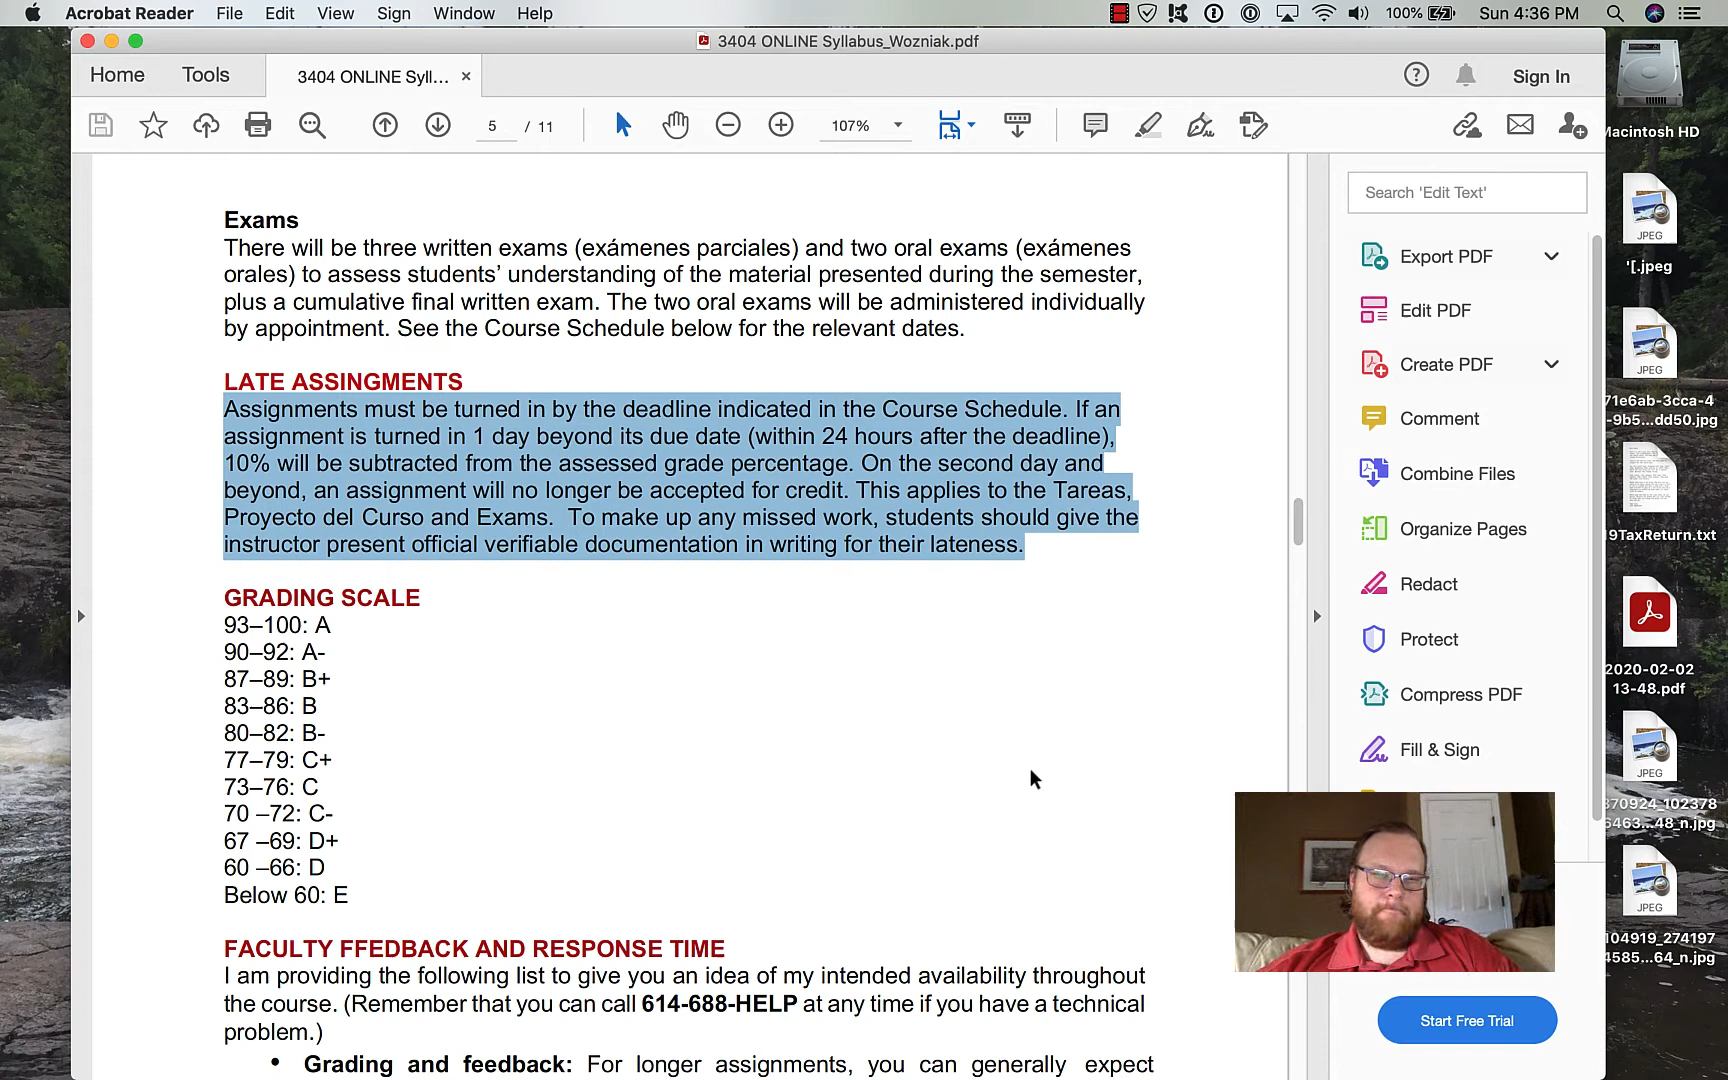 Acrobat Reader File Edit View Sign Window Help 100% Sun 4:36 PM
3404 ONLINE Syllabus_Wozniak.pdf
Home Tools 3404 ONLINE Syll... × Sign In
5 / 11 107%
Macintosh HD
Exams
There will be three written exams (exámenes parciales) and two oral exams (exámenes
orales) to assess students’ understanding of the material presented during the semester,
plus a cumulative final written exam. The two oral exams will be administered individually
by appointment. See the Course Schedule below for the relevant dates.
LATE ASSINGMENTS
Assignments must be turned in by the deadline indicated in the Course Schedule. If an
assignment is turned in 1 day beyond its due date (within 24 hours after the deadline),
10% will be subtracted from the assessed grade percentage. On the second day and
beyond, an assignment will no longer be accepted for credit. This applies to the Tareas,
Proyecto del Curso and Exams.  To make up any missed work, students should give the
instructor present official verifiable documentation in writing for their lateness.
GRADING SCALE
93–100: A
90–92: A-
87–89: B+
83–86: B
80–82: B-
77–79: C+
73–76: C
70 –72: C-
67 –69: D+
60 –66: D
Below 60: E
FACULTY FFEDBACK AND RESPONSE TIME
I am providing the following list to give you an idea of my intended availability throughout
the course. (Remember that you can call 614-688-HELP at any time if you have a technical
problem.)
• Grading and feedback: For longer assignments, you can generally expect
Search 'Edit Text'
Export PDF
Edit PDF
Create PDF
Comment
Combine Files
Organize Pages
Redact
Protect
Compress PDF
Fill & Sign
Start Free Trial
JPEG
'[.jpeg
JPEG
71e6ab-3cca-4
-9b5...dd50.jpg
9TaxReturn.txt
2020-02-02
13-48.pdf
JPEG
370924_102378
6463...48_n.jpg
JPEG
104919_274197
4585...64_n.jpg